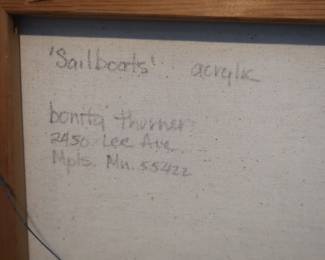 'Sailboats' acrylic
bonita thurner
2450 Lee Ave
Mpls. Mn. 55422